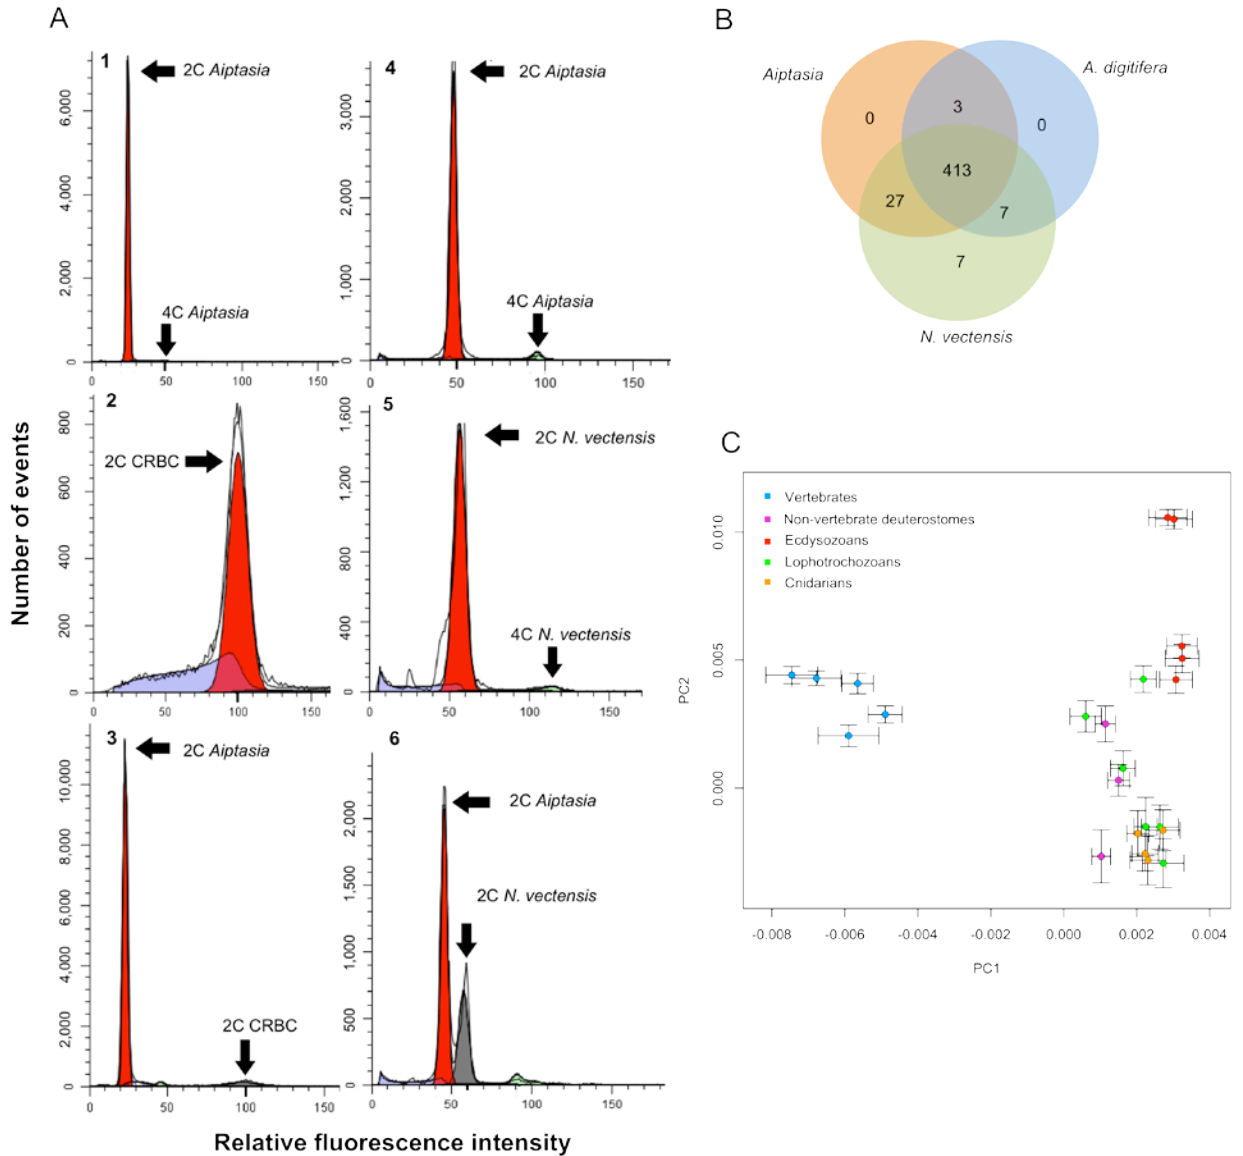 A
1
2C Aiptasia
4C Aiptasia
6,000
4,000
2,000
0
0
50
100
150
4
2C Aiptasia
4C Aiptasia
3,000
2,000
1,000
0
0
50
100
150
2
2C CRBC
800
600
400
200
0
0
50
100
150
5
2C N. vectensis
4C N. vectensis
1,600
1,200
800
400
0
0
50
100
150
3
2C Aiptasia
2C CRBC
10,000
8,000
6,000
4,000
2,000
0
0
50
100
150
6
2C Aiptasia
2C N. vectensis
2,000
1,500
1,000
500
0
0
50
100
150
Number of events
Relative fluorescence intensity
B
Aiptasia
A. digitifera
0
3
0
413
27
7
7
N. vectensis
C
Vertebrates
Non-vertebrate deuterostomes
Ecdysozoans
Lophotrochozoans
Cnidarians
0.010
0.005
0.000
PC2
-0.008
-0.006
-0.004
-0.002
0.000
0.002
0.004
PC1